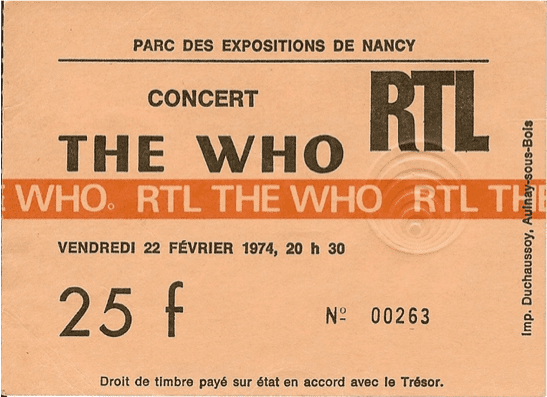 PARC DES EXPOSITIONS DE NANCY
CONCERT
RTL
THE WHO
E WHO. RTL THE WHO RTL THE
VENDREDI 22 FÉVRIER 1974, 20 h 30
25 f
Nº 00263
Droit de timbre payé sur état en accord avec le Trésor.
Imp. Duchaussoy, Aulnay-sous-Bois